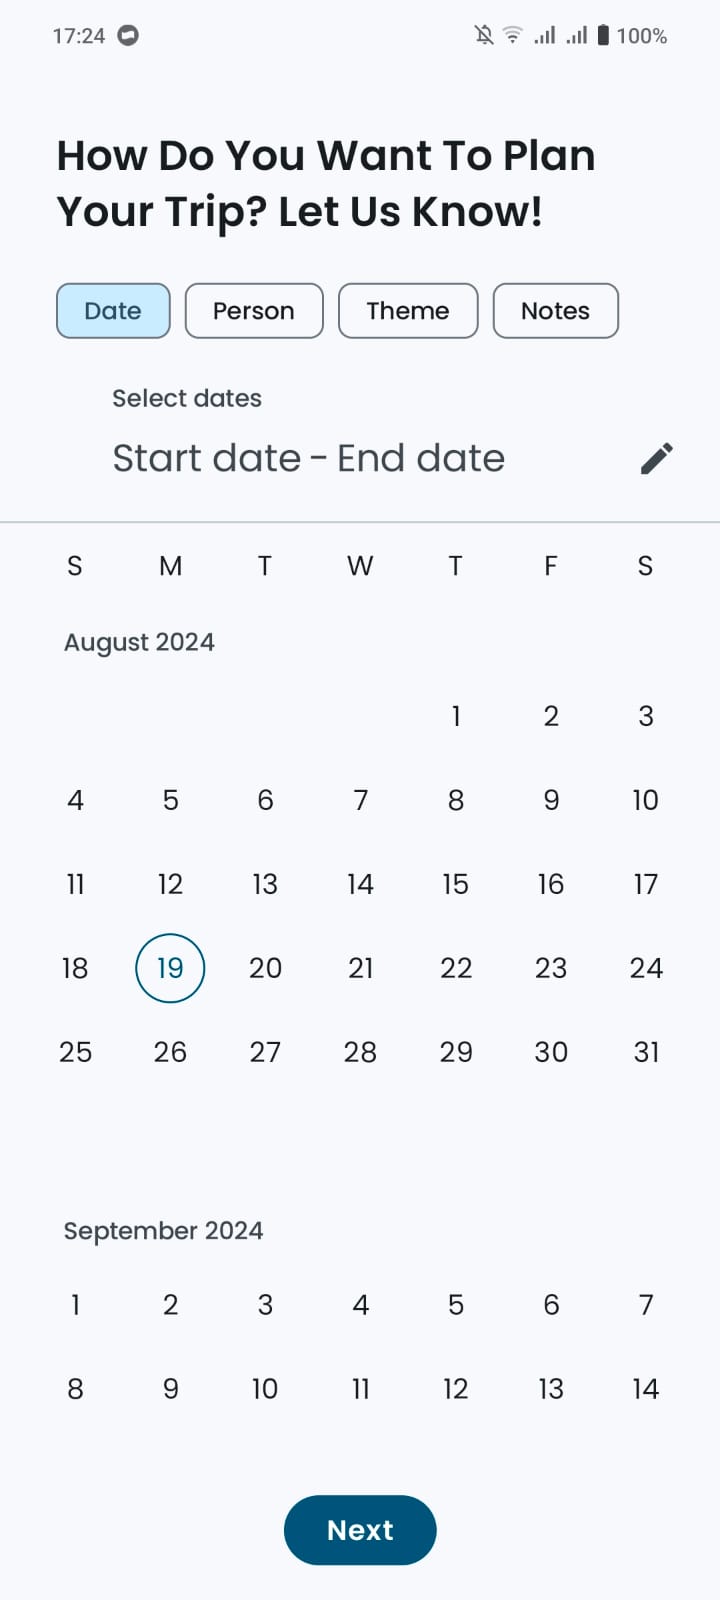 17:24 100%
How Do You Want To Plan
Your Trip? Let Us Know!
Date Person Theme Notes
Select dates
Start date - End date
S M T W T F S
August 2024
1 2 3
4 5 6 7 8 9 10
11 12 13 14 15 16 17
18 19 20 21 22 23 24
25 26 27 28 29 30 31
September 2024
1 2 3 4 5 6 7
8 9 10 11 12 13 14
Next